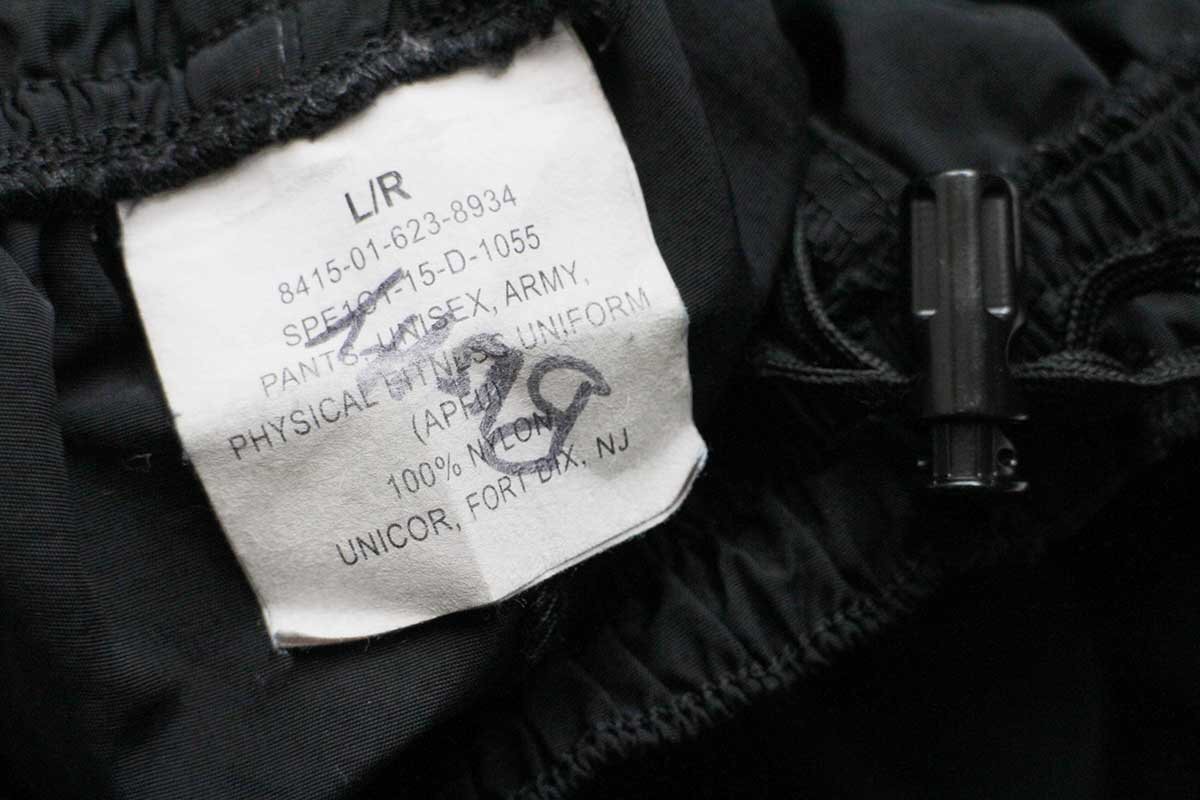 L/R
8415-01-623-8934
SPE1C1-15-D-1055
PANTS, UNISEX, ARMY,
PHYSICAL FITNESS UNIFORM
(APFU)
100% NYLON
UNICOR, FORT DIX, NJ